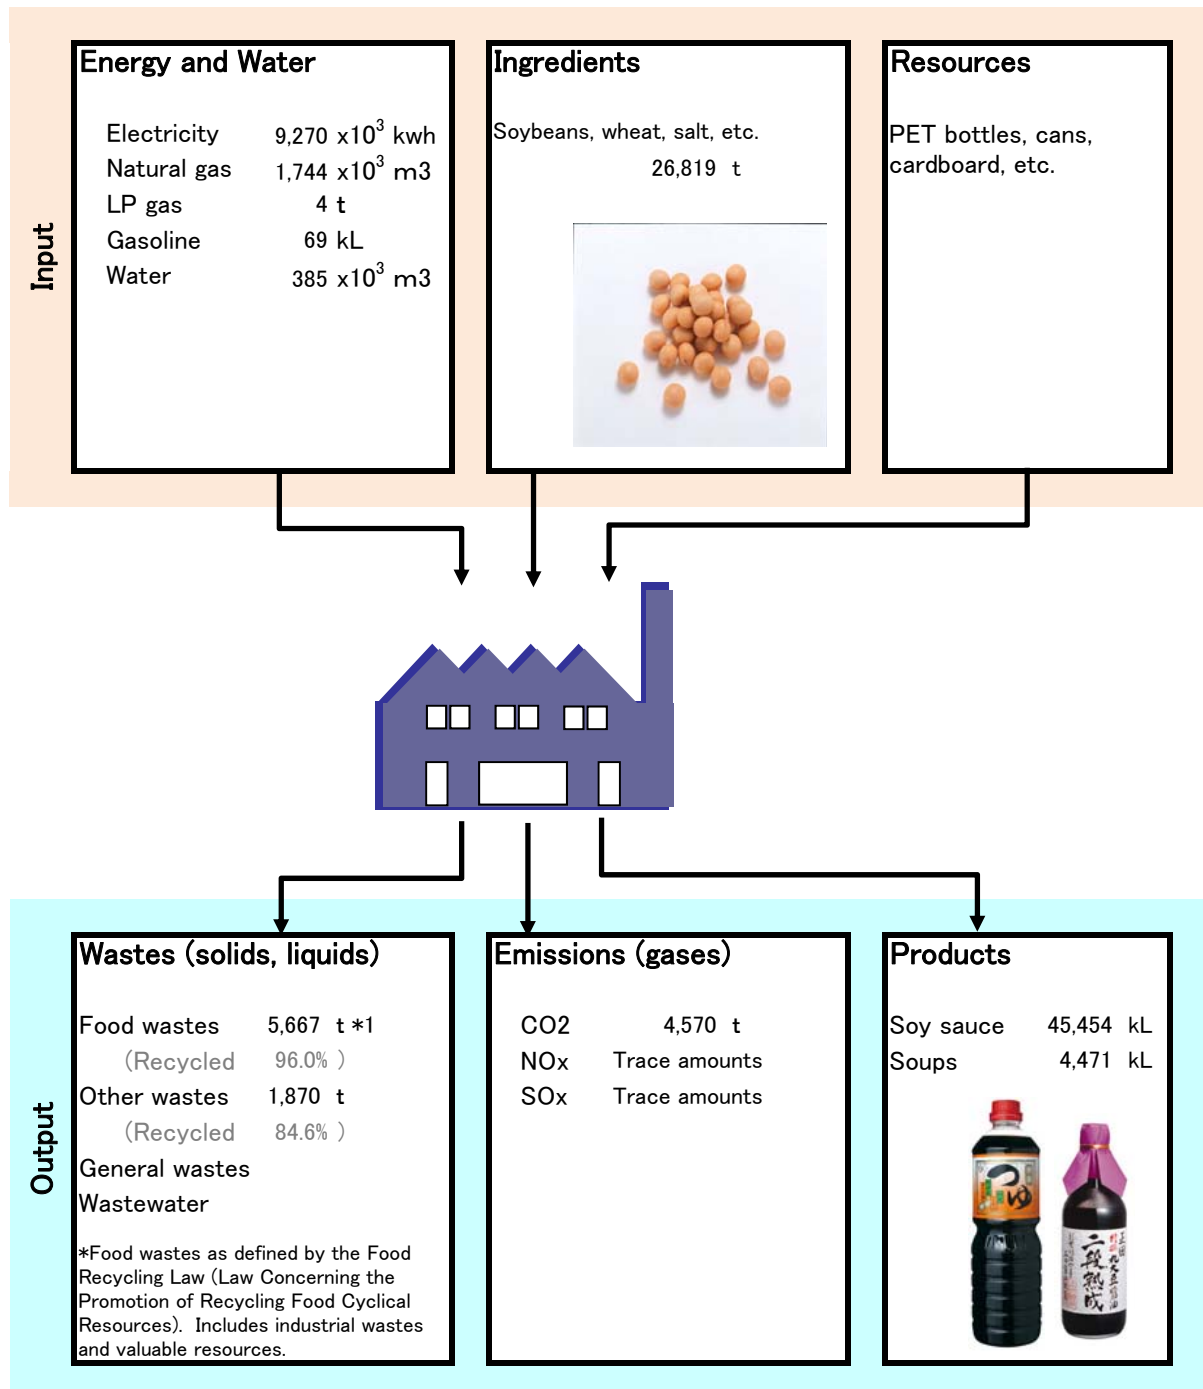 Input
Energy and Water
Electricity 9,270 x10³ kwh
Natural gas 1,744 x10³ m3
LP gas 4 t
Gasoline 69 kL
Water 385 x10³ m3
Ingredients
Soybeans, wheat, salt, etc.
26,819 t
Resources
PET bottles, cans,
cardboard, etc.
Output
Wastes (solids, liquids)
Food wastes 5,667 t *1
(Recycled 96.0% )
Other wastes 1,870 t
(Recycled 84.6% )
General wastes
Wastewater
*Food wastes as defined by the Food
Recycling Law (Law Concerning the
Promotion of Recycling Food Cyclical
Resources). Includes industrial wastes
and valuable resources.
Emissions (gases)
CO2 4,570 t
NOx Trace amounts
SOx Trace amounts
Products
Soy sauce 45,454 kL
Soups 4,471 kL
つゆ
二段熟成
丸大豆醤油